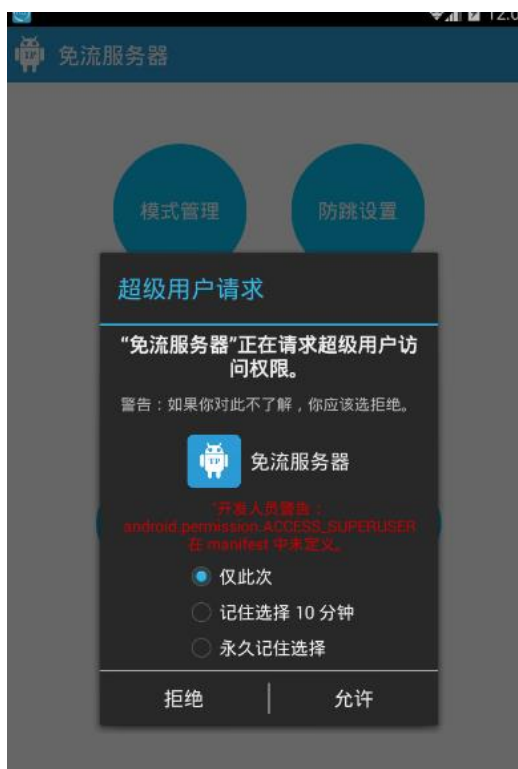 免流服务器
模式管理
防跳设置
超级用户请求
“免流服务器”正在请求超级用户访
问权限。
警告：如果你对此不了解，你应该选拒绝。
免流服务器
"开发人员警告：
android.permission.ACCESS_SUPERUSER
在 manifest 中未定义。
仅此次
记住选择 10 分钟
永久记住选择
拒绝
允许